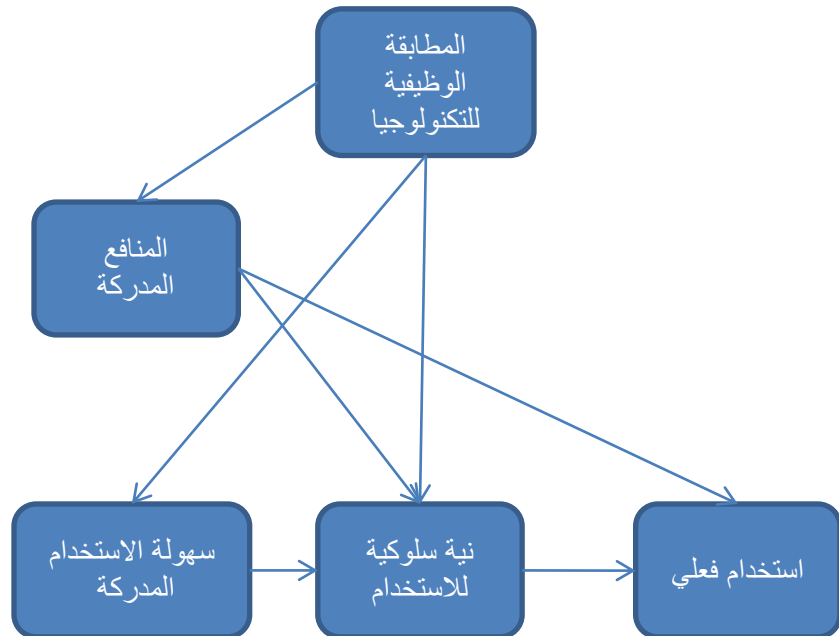 المطابقة
الوظيفية
للتكنولوجيا
المنافع
المدركة
سهولة الاستخدام
المدركة
نية سلوكية
للاستخدام
استخدام فعلي